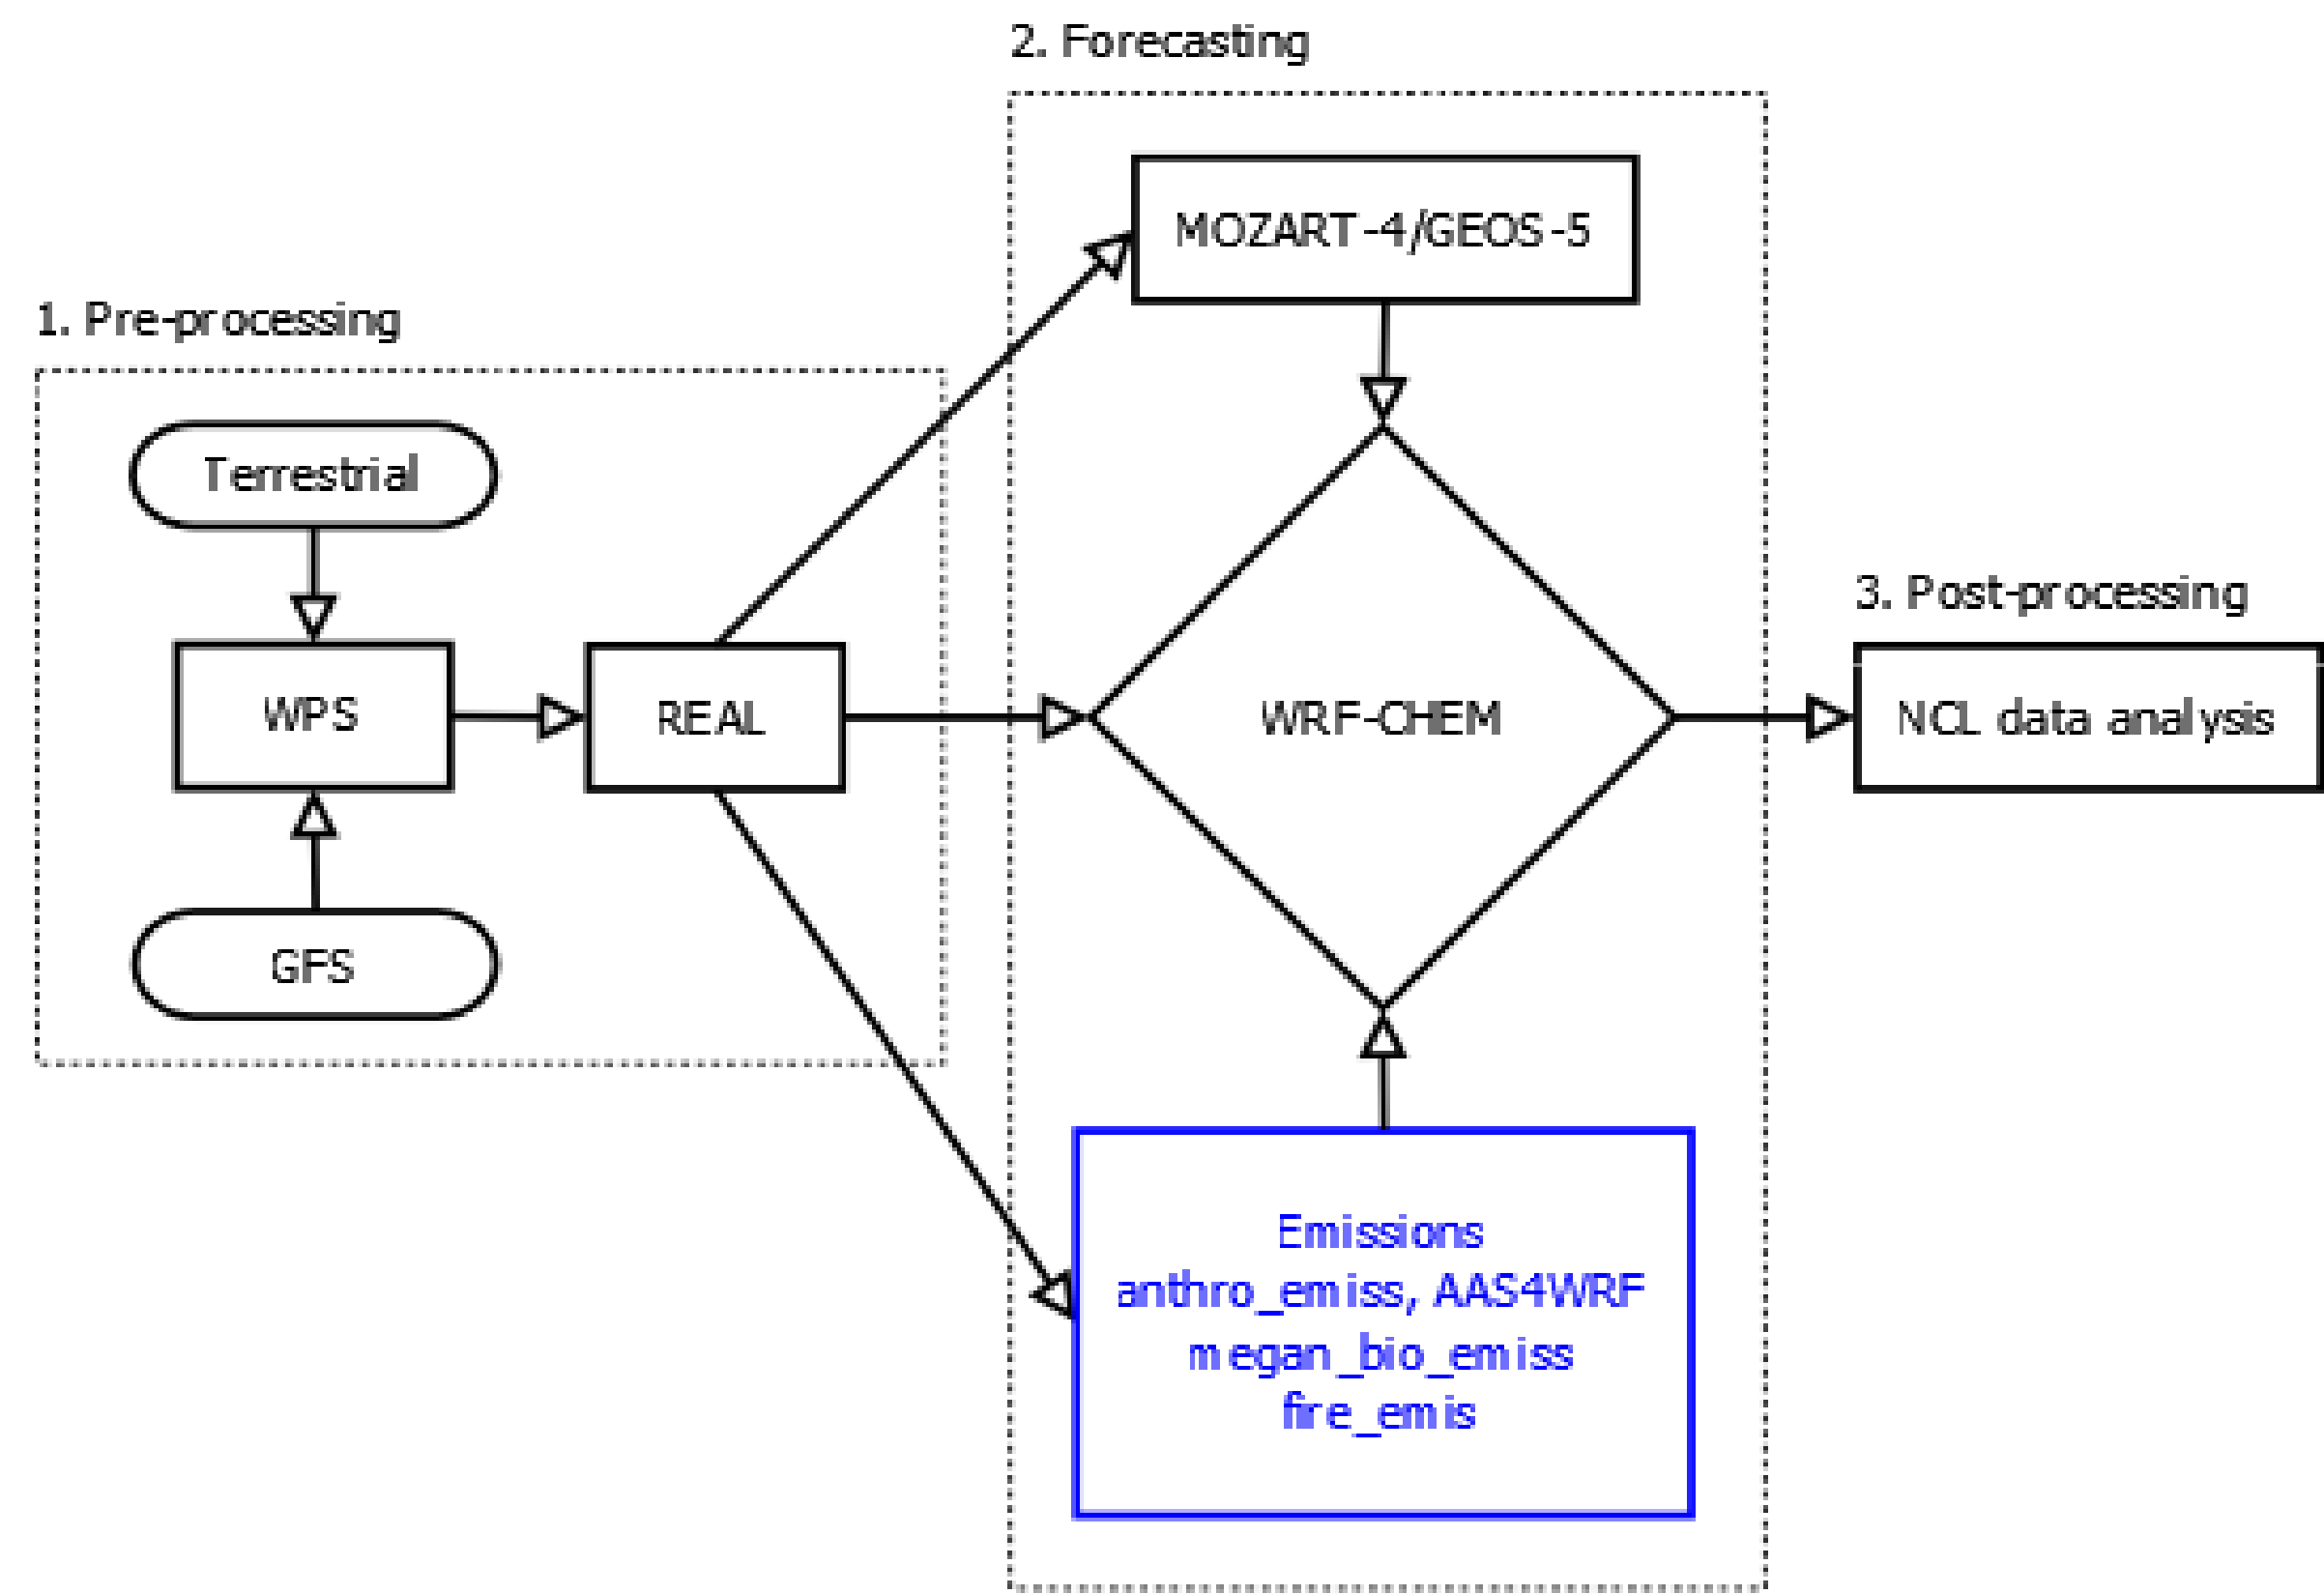 2. Forecasting
MOZART-4/GEOS-5
1. Pre-processing
Terrestrial
WPS
REAL
WRF-CHEM
3. Post-processing
NCL data analysis
GFS
Emissions
anthro_emiss, AAS4WRF
megan_bio_emiss
fire_emis